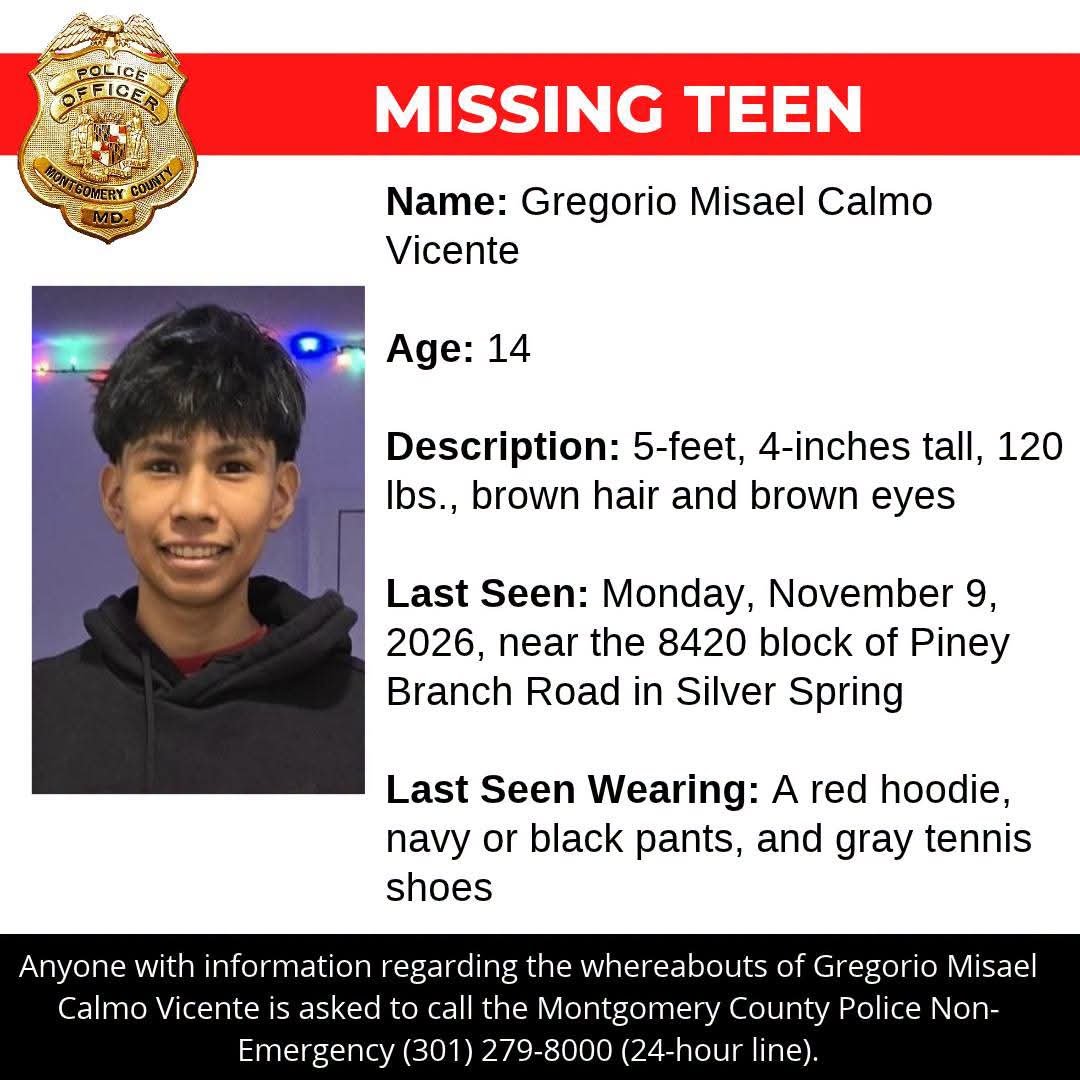 POLICE
OFFICER
MONTGOMERY COUNTY
MD.
MISSING TEEN
Name: Gregorio Misael Calmo
Vicente
Age: 14
Description: 5-feet, 4-inches tall, 120
lbs., brown hair and brown eyes
Last Seen: Monday, November 9,
2026, near the 8420 block of Piney
Branch Road in Silver Spring
Last Seen Wearing: A red hoodie,
navy or black pants, and gray tennis
shoes
Anyone with information regarding the whereabouts of Gregorio Misael
Calmo Vicente is asked to call the Montgomery County Police Non-
Emergency (301) 279-8000 (24-hour line).